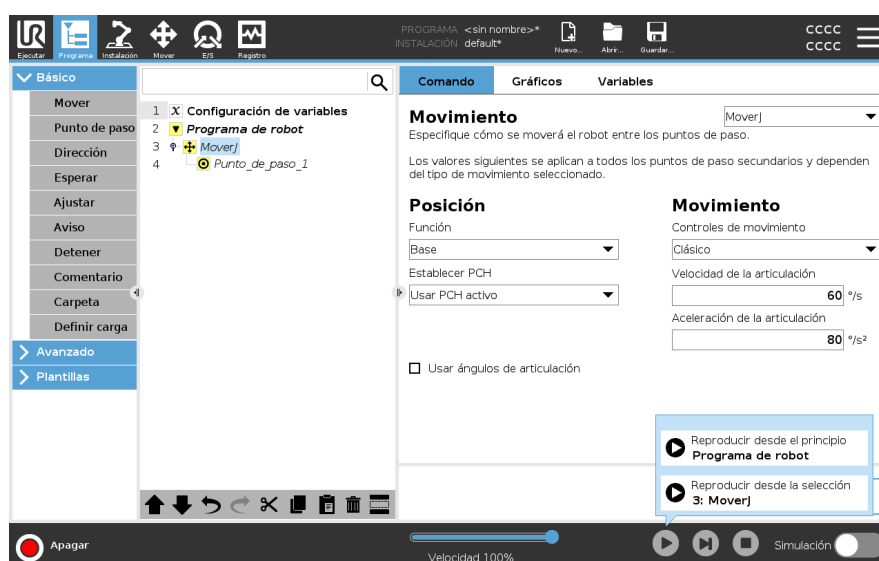 PROGRAMA <sin nombre>*
INSTALACIÓN default*
CCCC
CCCC
Ejecutar Programa Instalación Mover E/S Registro Nuevo... Abrir... Guardar...
Básico
Mover
Punto de paso
Dirección
Esperar
Ajustar
Aviso
Detener
Comentario
Carpeta
Definir carga
Avanzado
Plantillas
1 X Configuración de variables
2 Programa de robot
3 MoverJ
4 Punto_de_paso_1
Comando Gráficos Variables
Movimiento MoverJ
Especifique cómo se moverá el robot entre los puntos de paso.
Los valores siguientes se aplican a todos los puntos de paso secundarios y dependen
del tipo de movimiento seleccionado.
Posición
Función
Base
Establecer PCH
Usar PCH activo
Usar ángulos de articulación
Movimiento
Controles de movimiento
Clásico
Velocidad de la articulación
60 °/s
Aceleración de la articulación
80 °/s²
Reproducir desde el principio
Programa de robot
Reproducir desde la selección
3: MoverJ
Apagar
Velocidad 100%
Simulación